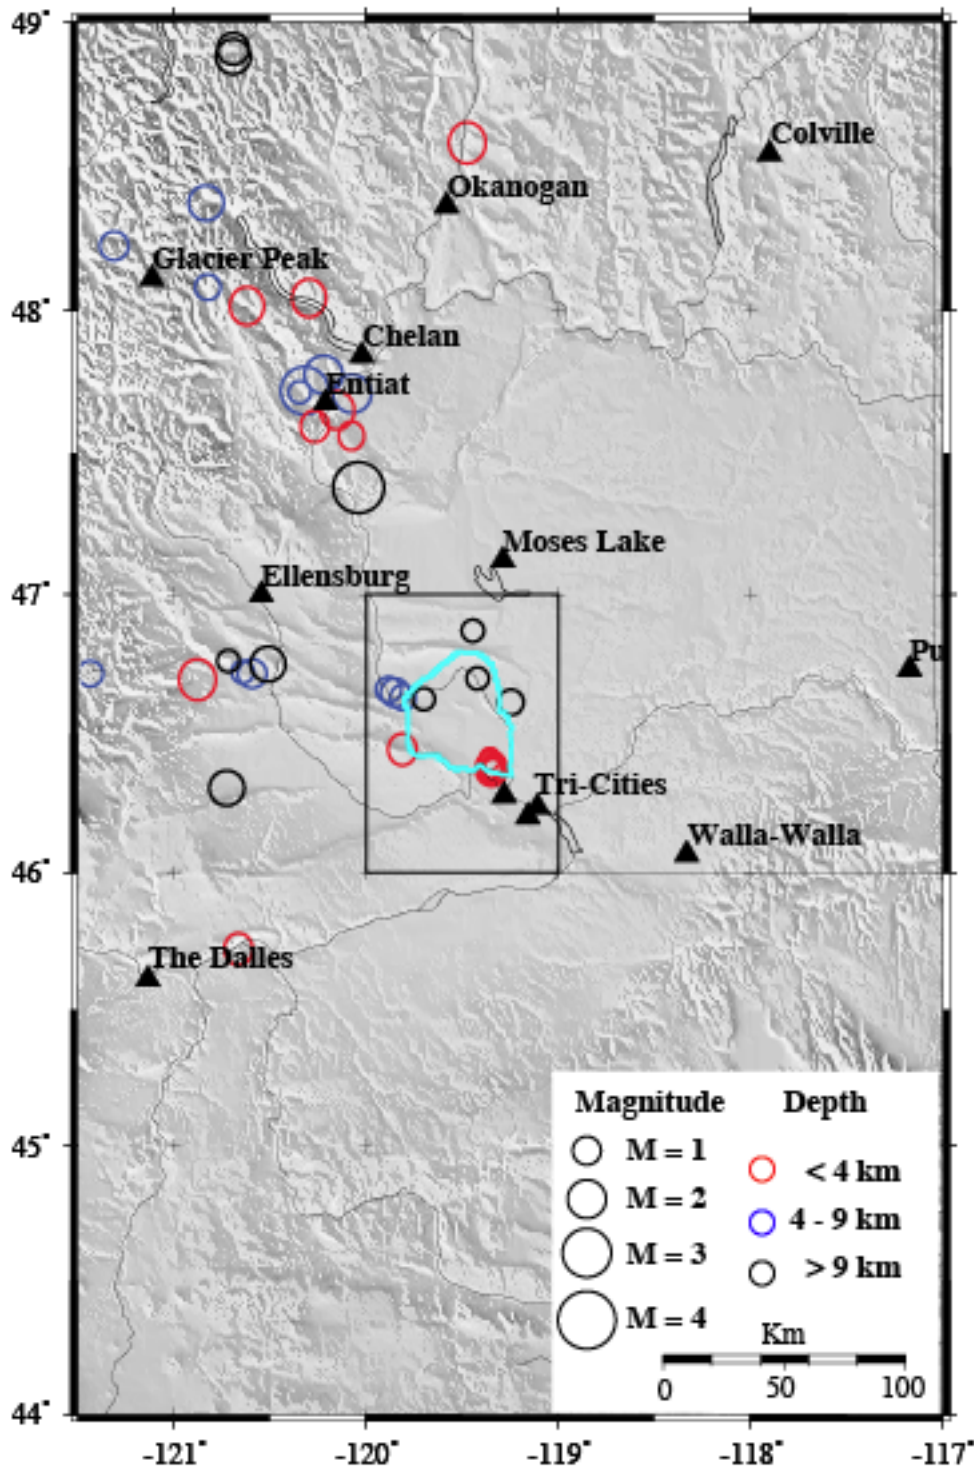 49°
Colville
Okanogan
Glacier Peak
48°
Chelan
Entiat
Moses Lake
Ellensburg
47°
Pu
Tri-Cities
Walla-Walla
46°
The Dalles
Magnitude Depth
M = 1
< 4 km
M = 2
4 - 9 km
M = 3
> 9 km
M = 4
Km
0 50 100
45°
44°
-121° -120° -119° -118° -117°